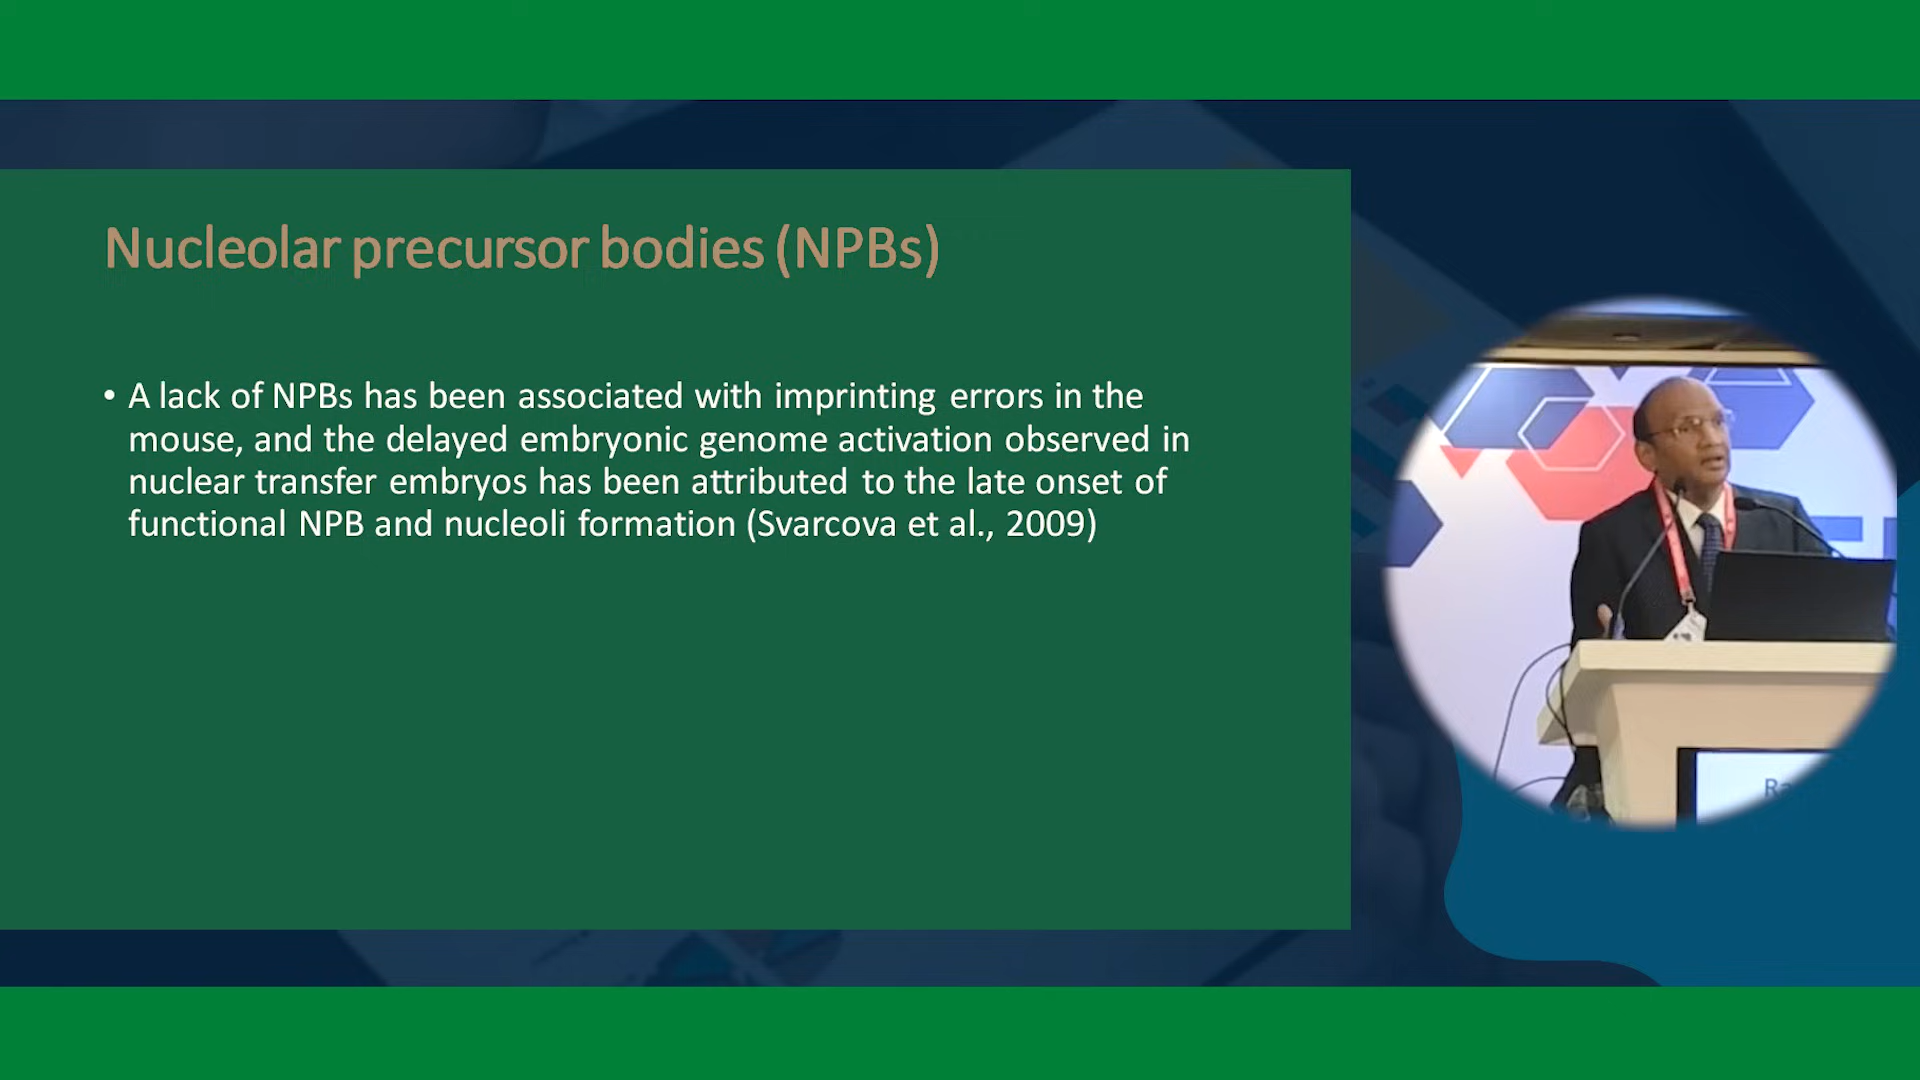 Nucleolar precursor bodies (NPBs)
• A lack of NPBs has been associated with imprinting errors in the
mouse, and the delayed embryonic genome activation observed in
nuclear transfer embryos has been attributed to the late onset of
functional NPB and nucleoli formation (Svarcova et al., 2009)